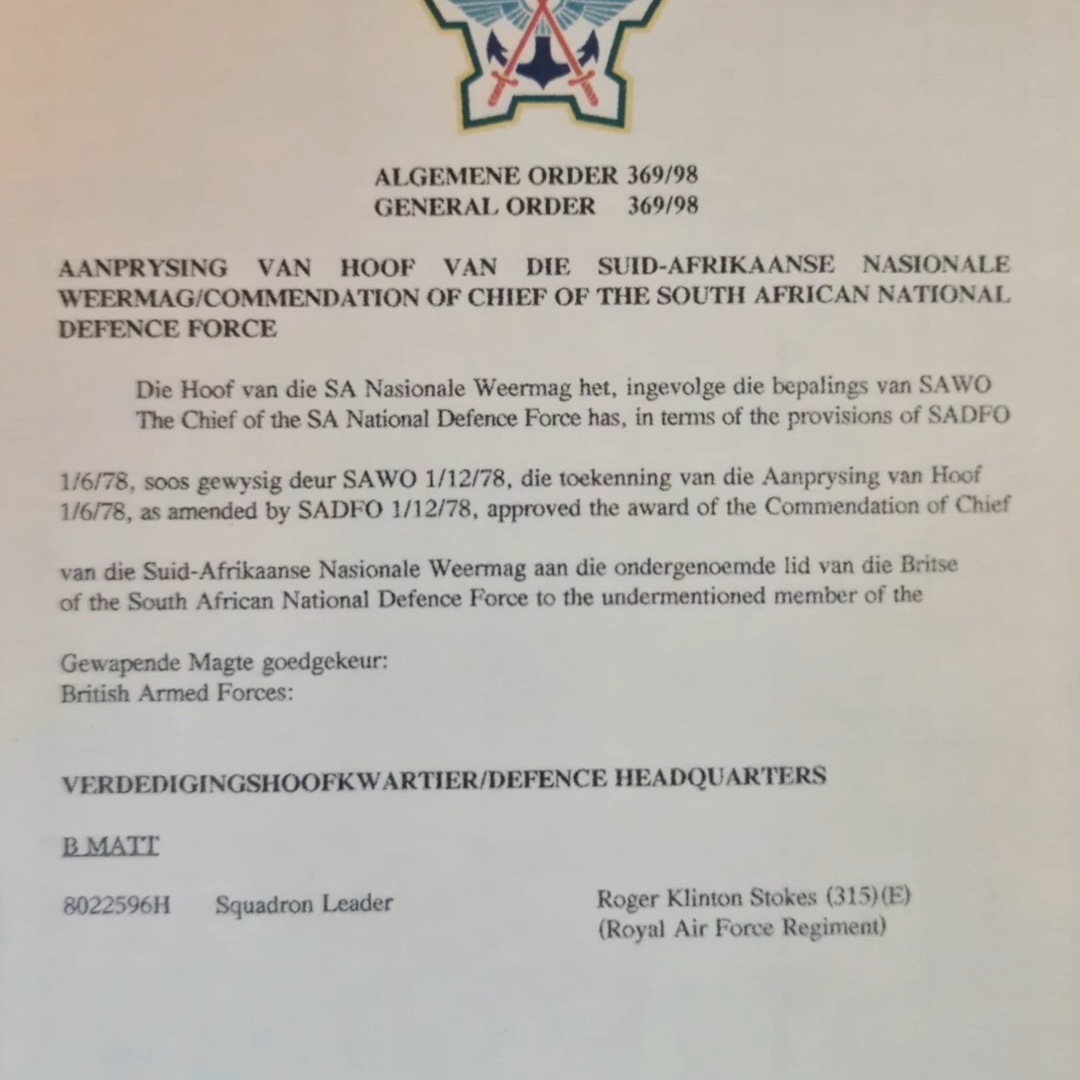 ALGEMENE ORDER 369/98
GENERAL ORDER 369/98
AANPRYSING VAN HOOF VAN DIE SUID-AFRIKAANSE NASIONALE
WEERMAG/COMMENDATION OF CHIEF OF THE SOUTH AFRICAN NATIONAL
DEFENCE FORCE
Die Hoof van die SA Nasionale Weermag het, ingevolge die bepalings van SAWO
The Chief of the SA National Defence Force has, in terms of the provisions of SADFO
1/6/78, soos gewysig deur SAWO 1/12/78, die toekenning van die Aanprysing van Hoof
1/6/78, as amended by SADFO 1/12/78, approved the award of the Commendation of Chief
van die Suid-Afrikaanse Nasionale Weermag aan die ondergenoemde lid van die Britse
of the South African National Defence Force to the undermentioned member of the
Gewapende Magte goedgekeur:
British Armed Forces:
VERDEDIGINGSHOOFKWARTIER/DEFENCE HEADQUARTERS
B MATT
8022596H Squadron Leader Roger Klinton Stokes (315)(E)
(Royal Air Force Regiment)